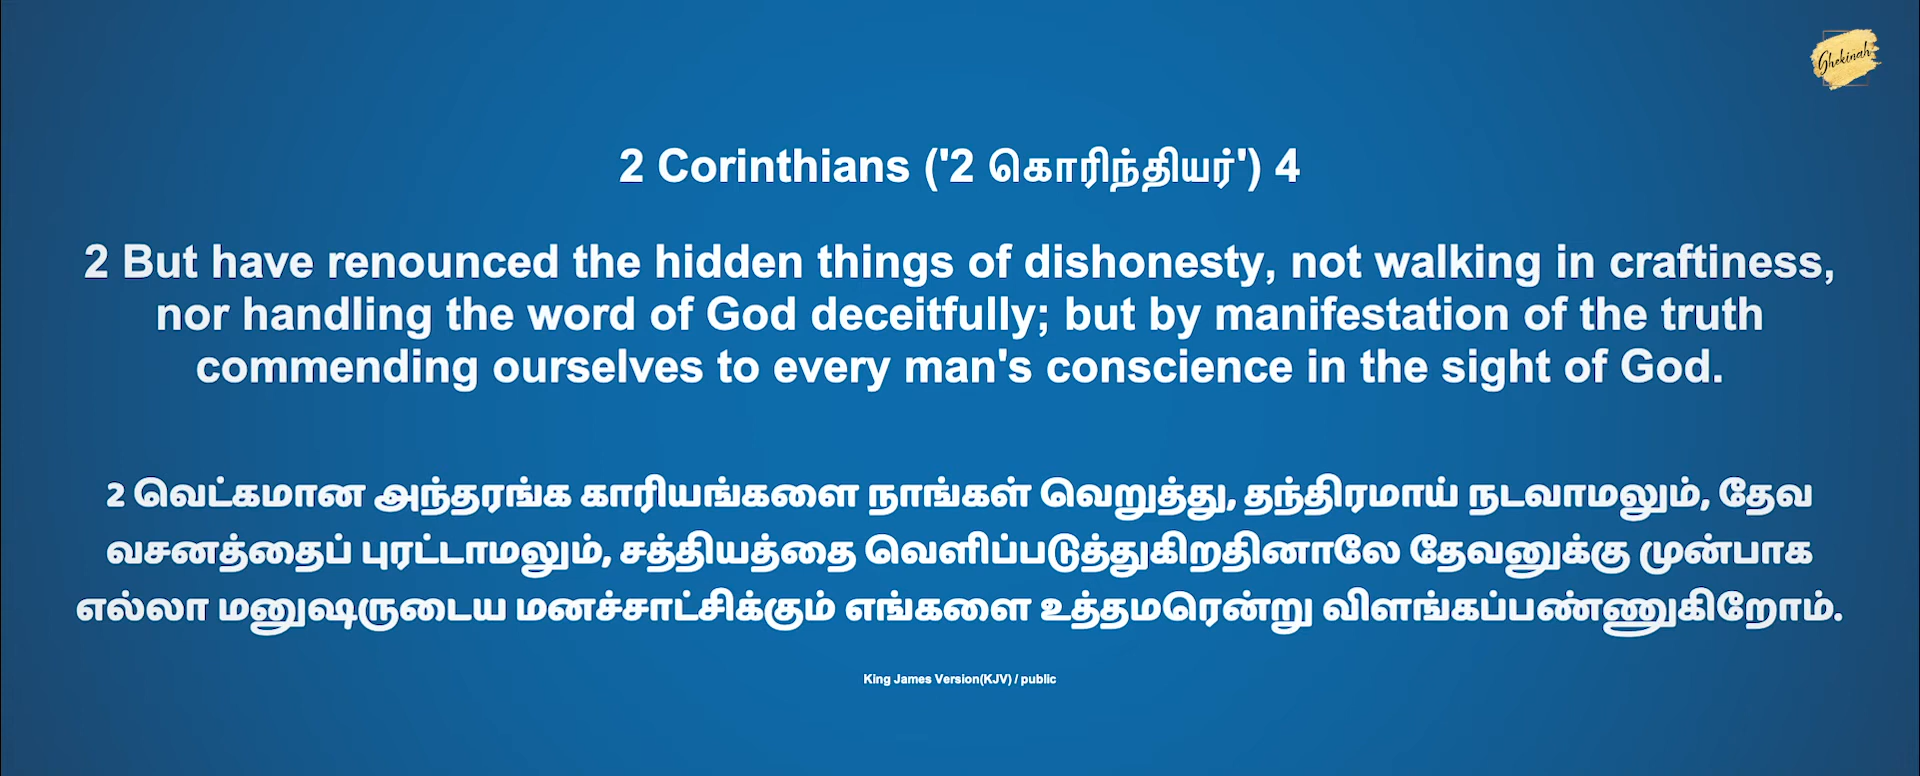 Ghekinah
2 Corinthians ('2 கொரிந்தியர்') 4
2 But have renounced the hidden things of dishonesty, not walking in craftiness,
nor handling the word of God deceitfully; but by manifestation of the truth
commending ourselves to every man's conscience in the sight of God.
2 வெட்கமான அந்தரங்க காரியங்களை நாங்கள் வெறுத்து, தந்திரமாய் நடவாமலும், தேவ
வசனத்தைப் புரட்டாமலும், சத்தியத்தை வெளிப்படுத்துகிறதினாலே தேவனுக்கு முன்பாக
எல்லா மனுஷருடைய மனச்சாட்சிக்கும் எங்களை உத்தமரென்று விளங்கப்பண்ணுகிறோம்.
King James Version(KJV) / public